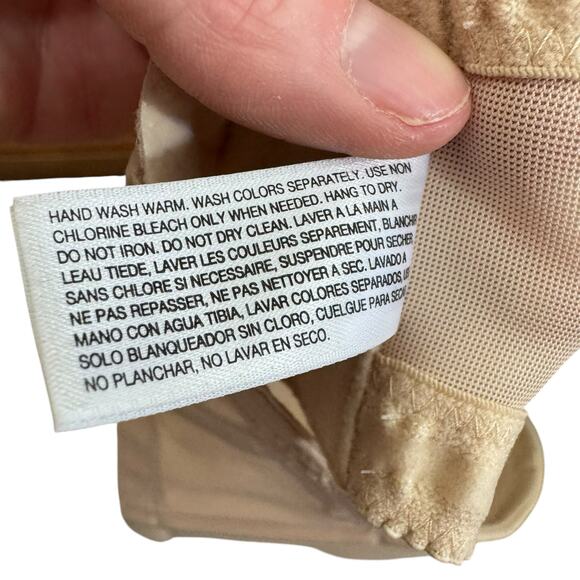 HAND WASH WARM. WASH COLORS SEPARATELY. USE NON
CHLORINE BLEACH ONLY WHEN NEEDED. HANG TO DRY.
DO NOT IRON. DO NOT DRY CLEAN. LAVER A LA MAIN A
LEAU TIEDE, LAVER LES COULEURS SEPAREMENT, BLANCHIR
SANS CHLORE SI NECESSAIRE, SUSPENDRE POUR SECHER
NE PAS REPASSER, NE PAS NETTOYER A SEC. LAVADO A
MANO CON AGUA TIBIA, LAVAR COLORES SEPARADOS,
SOLO BLANQUEADOR SIN CLORO, CUELGUE PARA
NO PLANCHAR, NO LAVAR EN SECO.